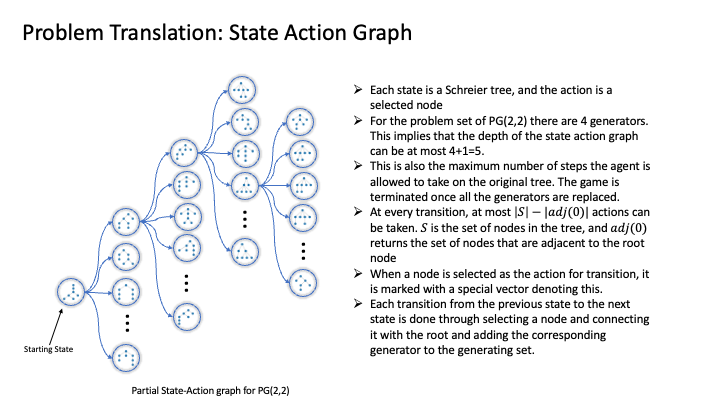 Problem Translation: State Action Graph
➢ Each state is a Schreier tree, and the action is a
selected node
➢ For the problem set of PG(2,2) there are 4 generators.
This implies that the depth of the state action graph
can be at most 4+1=5.
➢ This is also the maximum number of steps the agent is
allowed to take on the original tree. The game is
terminated once all the generators are replaced.
➢ At every transition, at most |S| − |adj(0)| actions can
be taken. S is the set of nodes in the tree, and adj(0)
returns the set of nodes that are adjacent to the root
node
➢ When a node is selected as the action for transition, it
is marked with a special vector denoting this.
➢ Each transition from the previous state to the next
state is done through selecting a node and connecting
it with the root and adding the corresponding
generator to the generating set.
Starting State
Partial State-Action graph for PG(2,2)